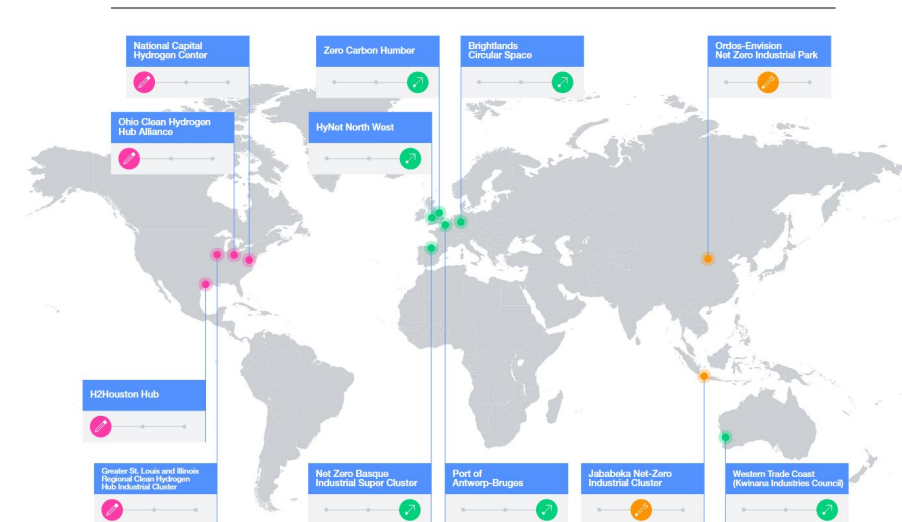 National Capital
Hydrogen Center
Zero Carbon Humber
Brightlands
Circular Space
Ordos-Envision
Net Zero Industrial Park
Ohio Clean Hydrogen
Hub Alliance
HyNet North West
H2Houston Hub
Greater St. Louis and Illinois
Regional Clean Hydrogen
Hub Industrial Cluster
Net Zero Basque
Industrial Super Cluster
Port of
Antwerp-Bruges
Jababeka Net-Zero
Industrial Cluster
Western Trade Coast
(Kwinana Industries Council)